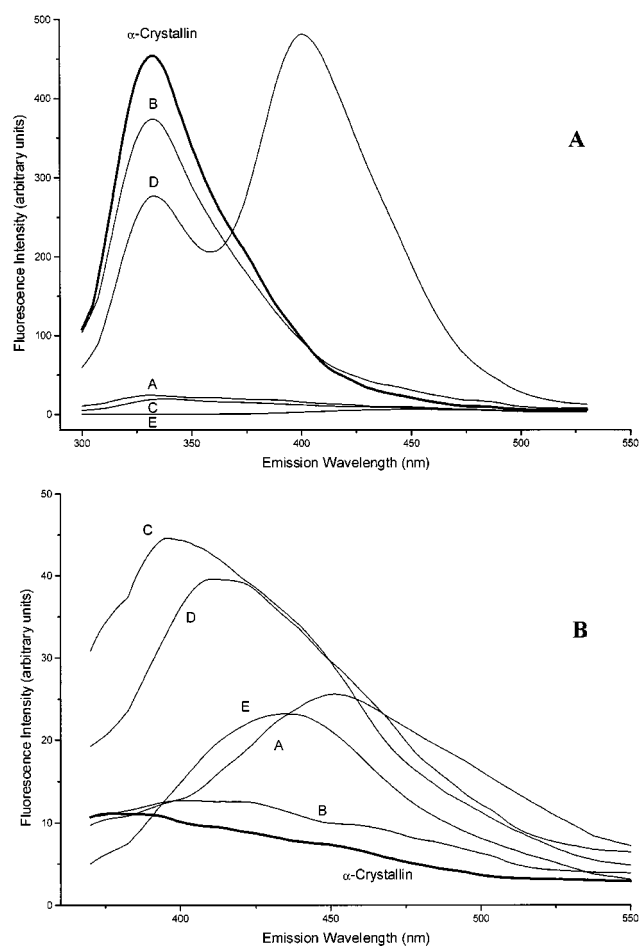 α-Crystallin
500
400
300
200
100
0
Fluorescence Intensity (arbitrary units)
B
D
A
C
E
A
300
350
400
450
500
550
Emission Wavelength (nm)
50
40
30
20
10
0
Fluorescence Intensity (arbitrary units)
C
D
E
A
B
α-Crystallin
B
400
450
500
550
Emission Wavelength (nm)